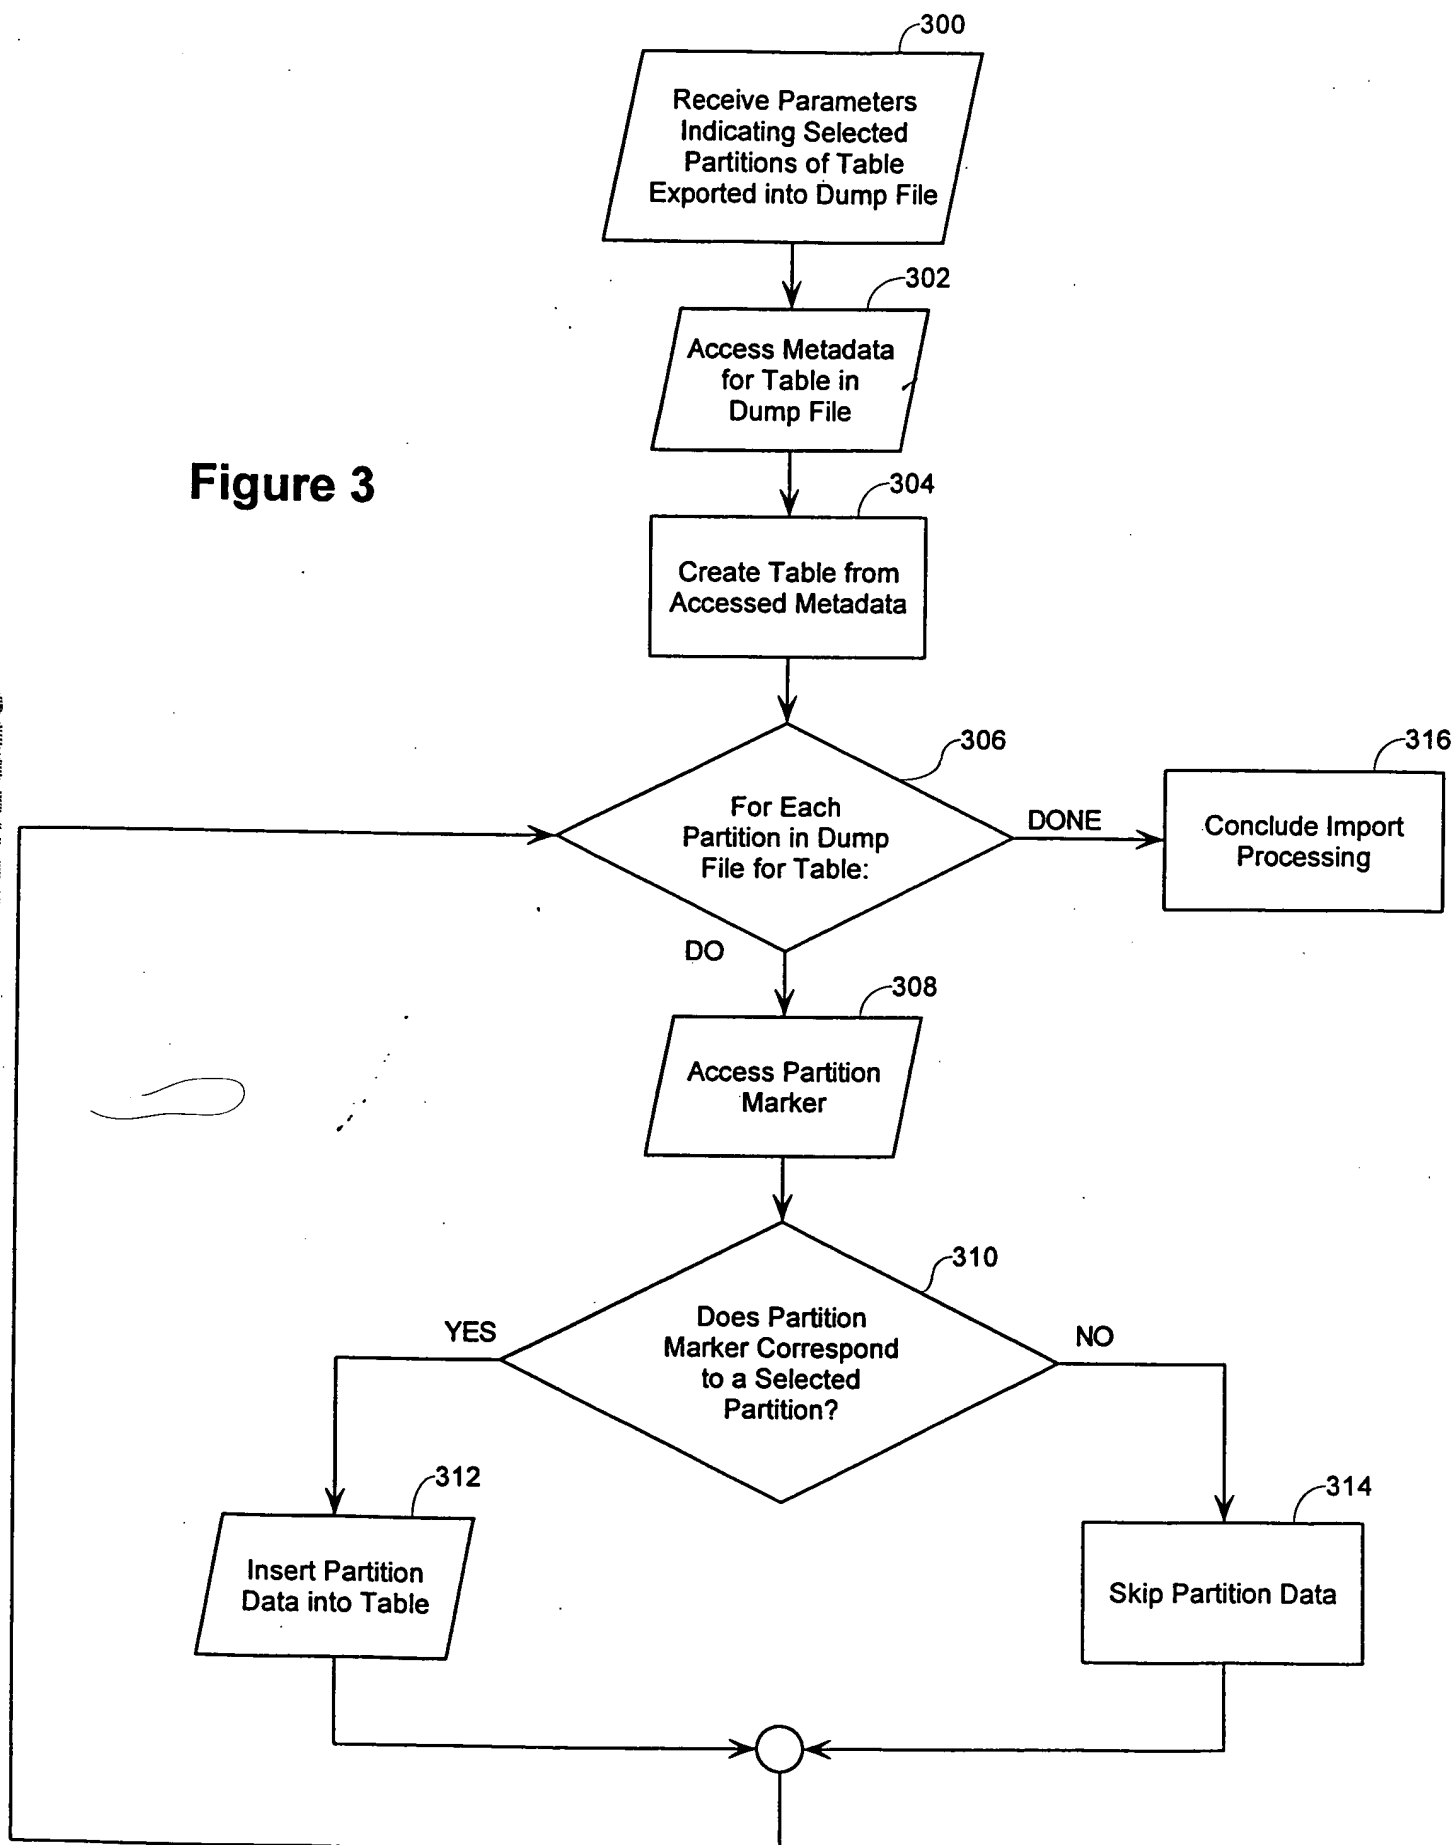 300
Receive Parameters
Indicating Selected
Partitions of Table
Exported into Dump File
302
Access Metadata
for Table in
Dump File
Figure 3
304
Create Table from
Accessed Metadata
306
For Each
Partition in Dump
File for Table:
DONE
316
Conclude Import
Processing
DO
308
Access Partition
Marker
310
Does Partition
Marker Correspond
to a Selected
Partition?
YES
NO
312
Insert Partition
Data into Table
314
Skip Partition Data